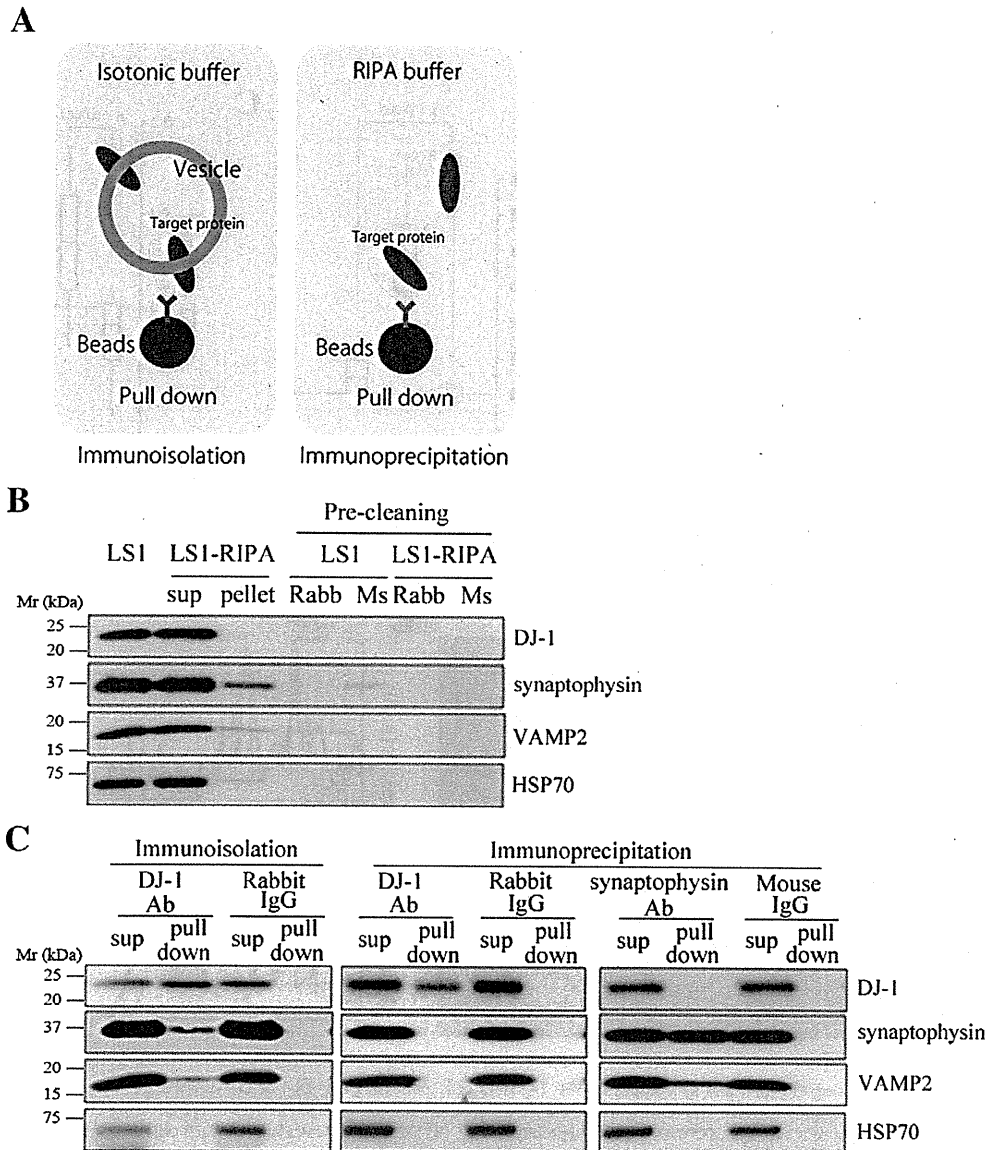 A
Isotonic buffer
RIPA buffer
Vesicle
Target protein
Target protein
Beads
Beads
Pull down
Pull down
Immunoisolation
Immunoprecipitation
B
Pre-cleaning
LS1 LS1-RIPA LS1 LS1-RIPA
sup pellet Rabb Ms Rabb Ms
Mr (kDa)
25
20
DJ-1
37
synaptophysin
20
15
VAMP2
75
HSP70
C
Immunoisolation
Immunoprecipitation
DJ-1 Rabbit DJ-1 Rabbit synaptophysin Mouse
Ab IgG Ab IgG Ab IgG
sup pull sup pull sup pull sup pull sup pull sup pull
down down down down down down
Mr (kDa)
25
20
DJ-1
37
synaptophysin
20
15
VAMP2
75
HSP70